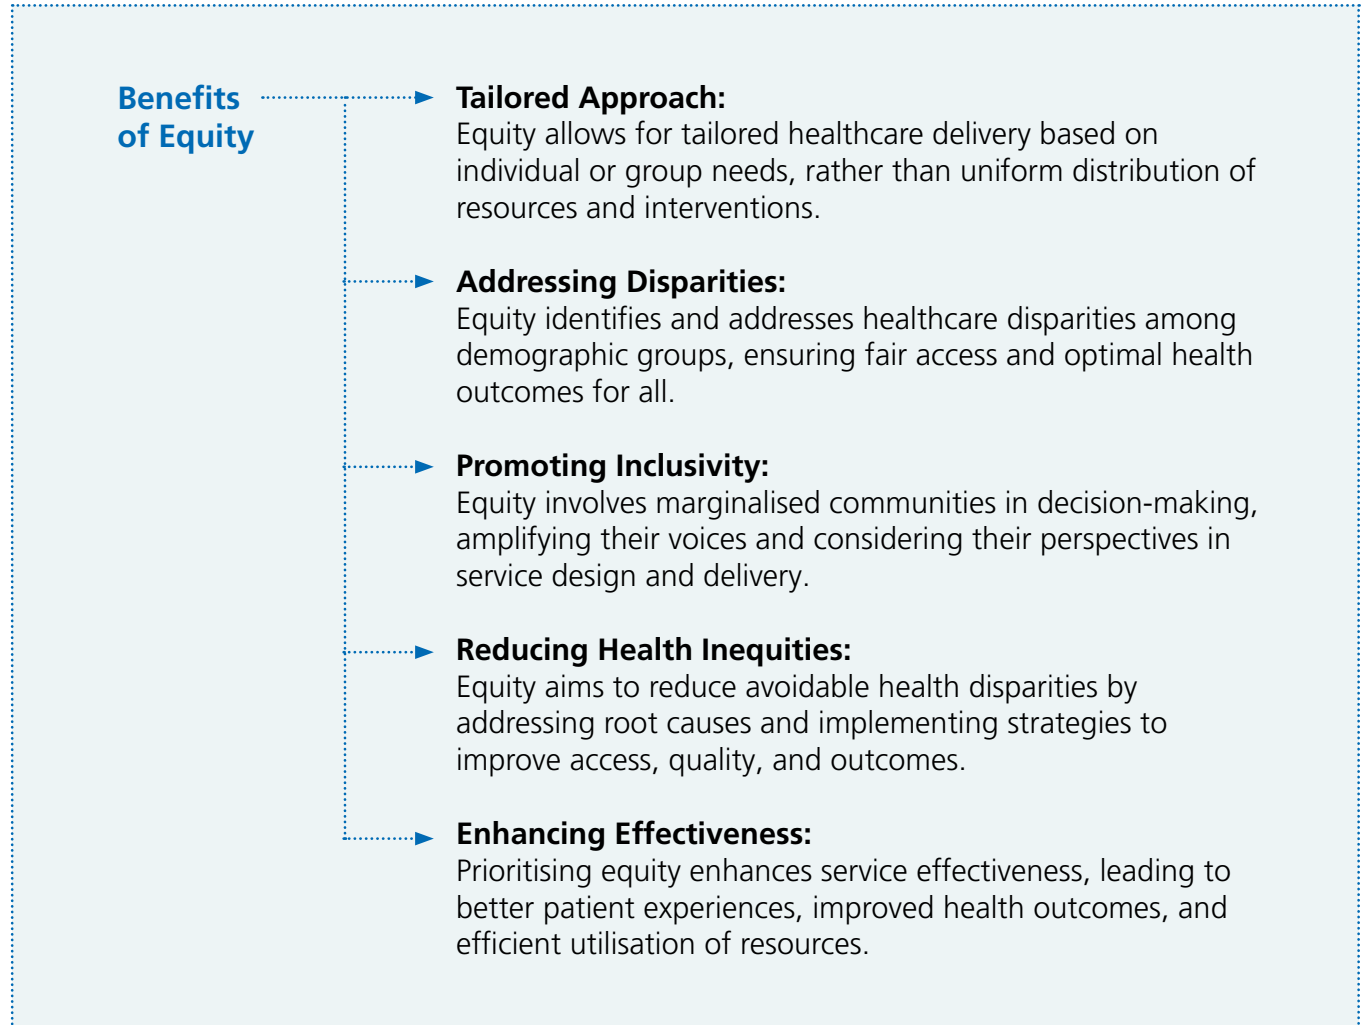 Benefits
of Equity
Tailored Approach:
Equity allows for tailored healthcare delivery based on
individual or group needs, rather than uniform distribution of
resources and interventions.
Addressing Disparities:
Equity identifies and addresses healthcare disparities among
demographic groups, ensuring fair access and optimal health
outcomes for all.
Promoting Inclusivity:
Equity involves marginalised communities in decision-making,
amplifying their voices and considering their perspectives in
service design and delivery.
Reducing Health Inequities:
Equity aims to reduce avoidable health disparities by
addressing root causes and implementing strategies to
improve access, quality, and outcomes.
Enhancing Effectiveness:
Prioritising equity enhances service effectiveness, leading to
better patient experiences, improved health outcomes, and
efficient utilisation of resources.